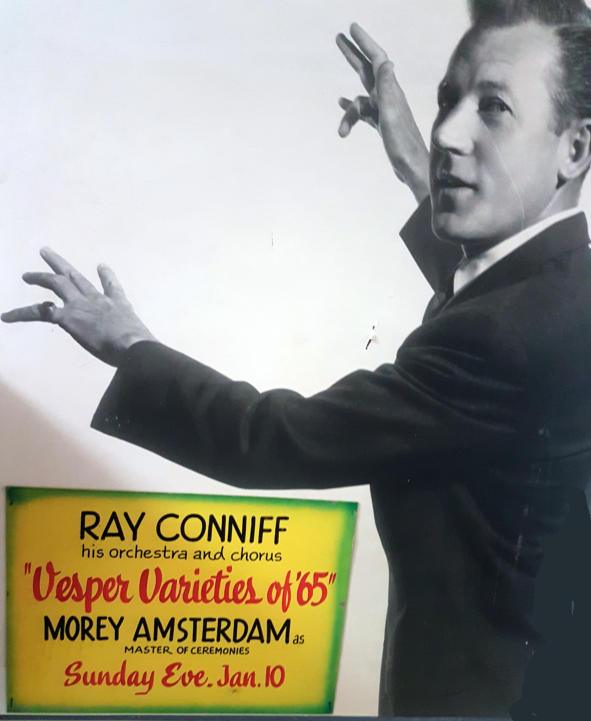 RAY CONNIFF
his orchestra and chorus
"Vesper Varieties of '65"
MOREY AMSTERDAM as
MASTER OF CEREMONIES
Sunday Eve. Jan. 10